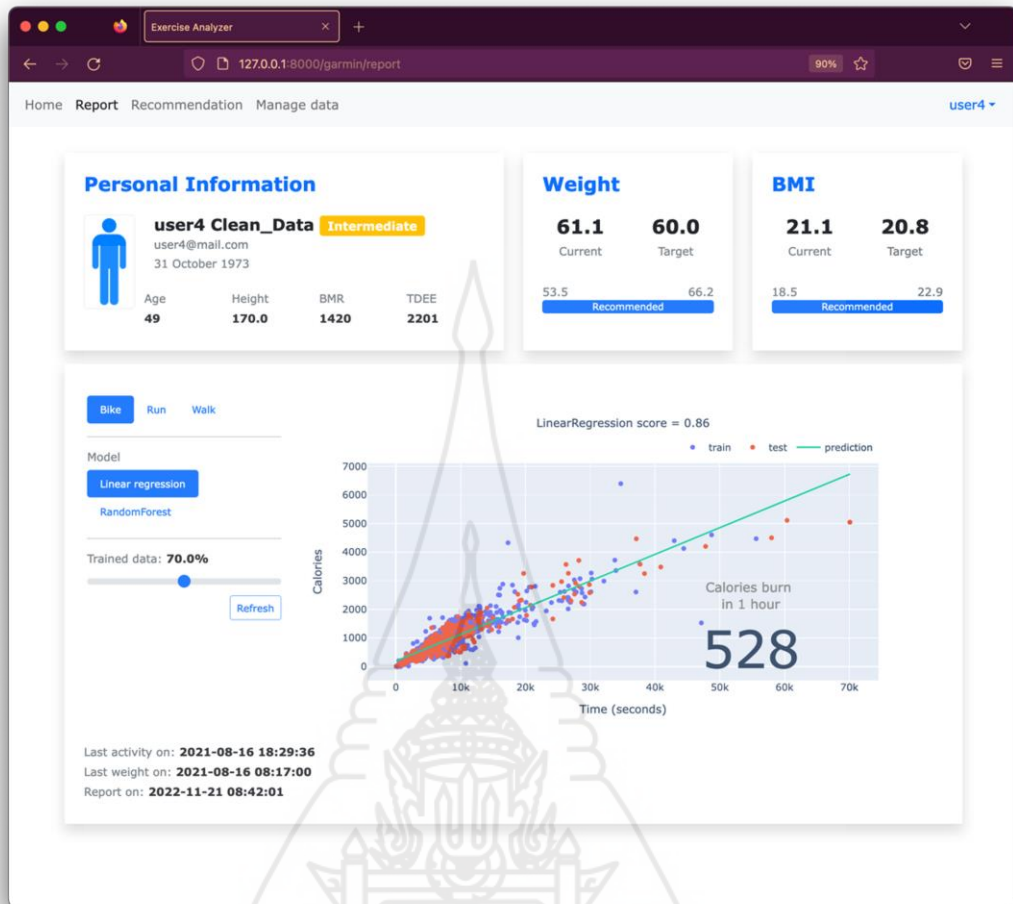 Exercise Analyzer
127.0.0.1:8000/garmin/report
90%
Home Report Recommendation Manage data user4
Personal Information
user4 Clean_Data Intermediate
user4@mail.com
31 October 1973
Age Height BMR TDEE
49 170.0 1420 2201
Weight
61.1 60.0
Current Target
53.5 66.2
Recommended
BMI
21.1 20.8
Current Target
18.5 22.9
Recommended
Bike Run Walk
Model
Linear regression
RandomForest
Trained data: 70.0%
Refresh
LinearRegression score = 0.86
train test prediction
7000
6000
5000
4000
3000
2000
1000
0
Calories
0 10k 20k 30k 40k 50k 60k 70k
Time (seconds)
Calories burn
in 1 hour
528
Last activity on: 2021-08-16 18:29:36
Last weight on: 2021-08-16 08:17:00
Report on: 2022-11-21 08:42:01